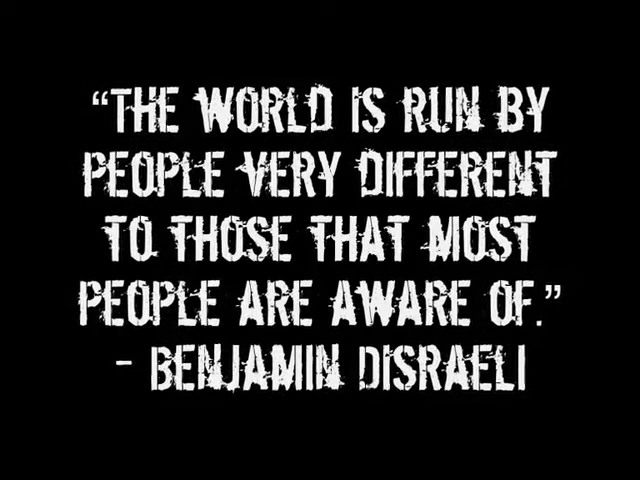 “THE WORLD IS RUN BY
PEOPLE VERY DIFFERENT
TO THOSE THAT MOST
PEOPLE ARE AWARE OF.”
- BENJAMIN DISRAELI